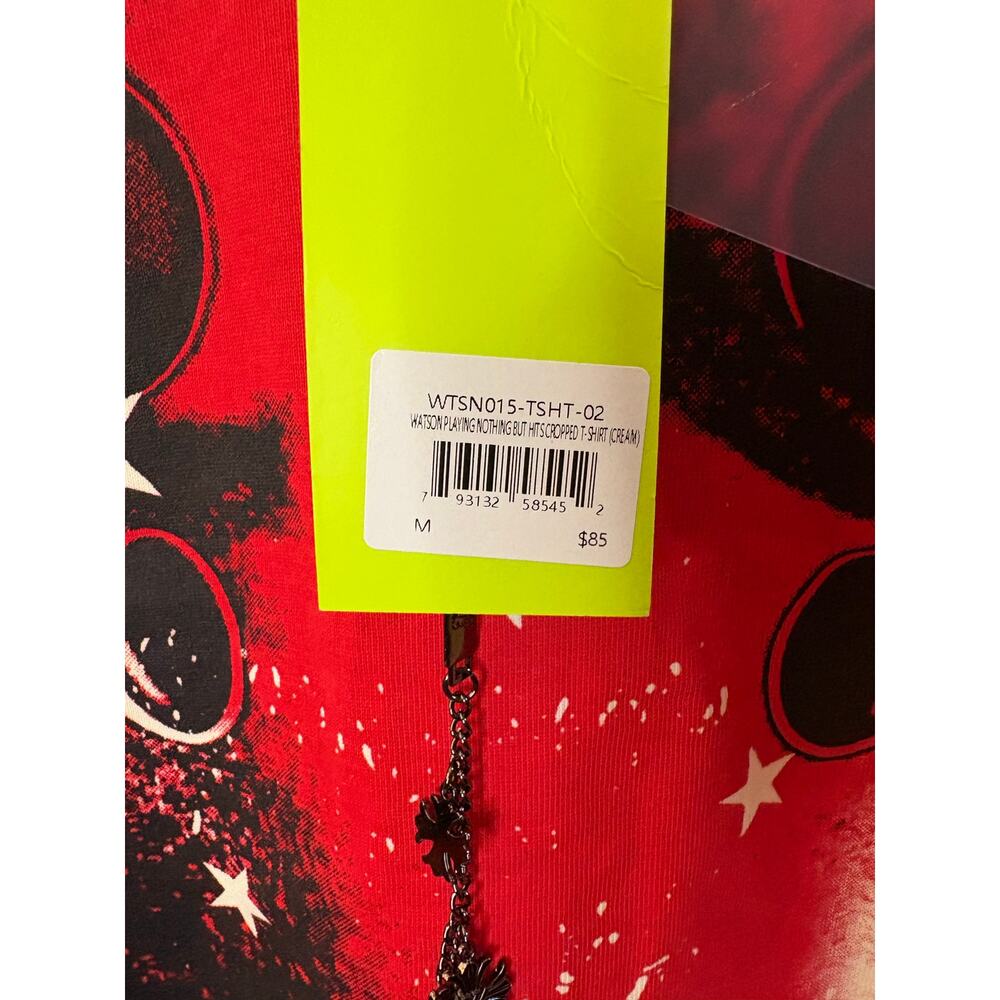 WTSN015-TSHT-02
WATSON PLAYING NOTHING BUT HITS CROPPED T-SHIRT (CREAM)
7 93132 58545 2
M
$85